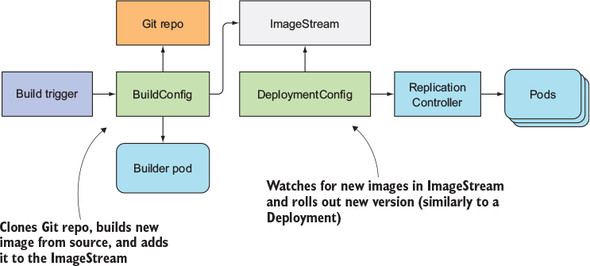 Git repo
ImageStream
Build trigger
BuildConfig
DeploymentConfig
Replication
Controller
Pods
Builder pod
Watches for new images in ImageStream
and rolls out new version (similarly to a
Deployment)
Clones Git repo, builds new
image from source, and adds
it to the ImageStream